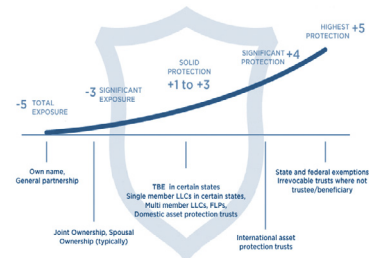 HIGHEST +5
PROTECTION
SIGNIFICANT +4
PROTECTION
SOLID
PROTECTION
+1 to +3
-3 SIGNIFICANT
EXPOSURE
-5 TOTAL
EXPOSURE
Own name,
General partnership
Joint Ownership, Spousal
Ownership (typically)
TBE in certain states
Single member LLCs in certain states,
Multi member LLCs, FLPs,
Domestic asset protection trusts
International asset
protection trusts
State and federal exemptions
Irrevocable trusts where not
trustee/beneficiary